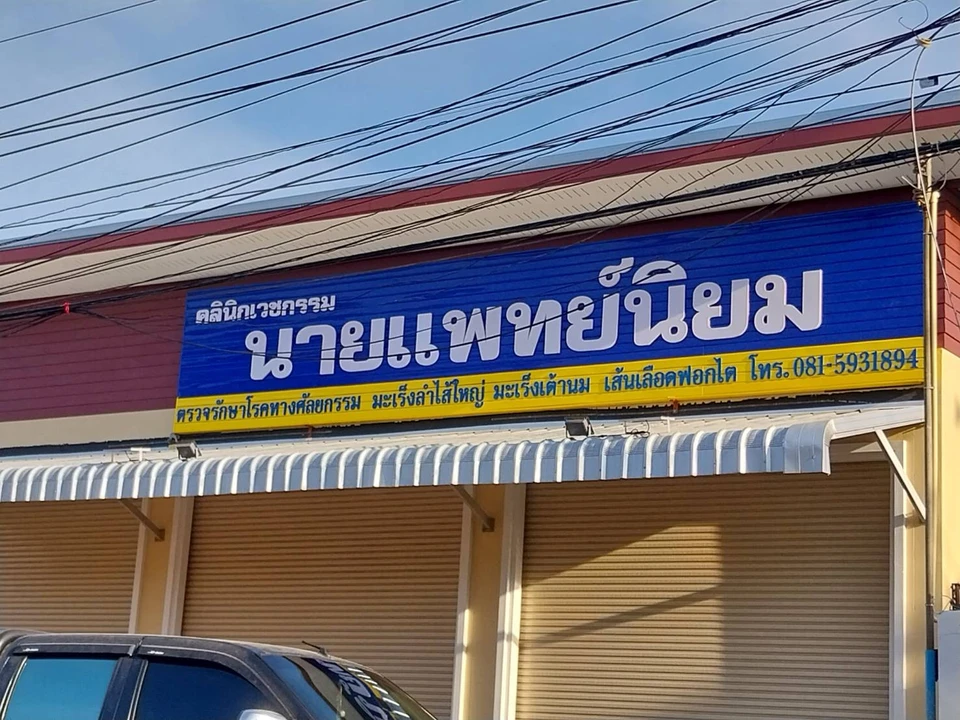 คลินิกเวชกรรม
นายแพทย์นิยม
ตรวจรักษาโรคทางศัลยกรรม มะเร็งลำไส้ใหญ่ มะเร็งเต้านม เส้นเลือดฟอกไต โทร. 081-5931894